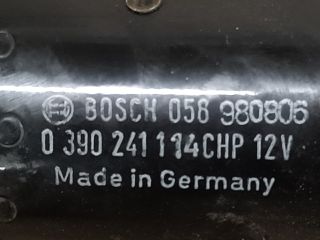 BOSCH 058 980806
0 390 241 114CHP 12V
Made in Germany